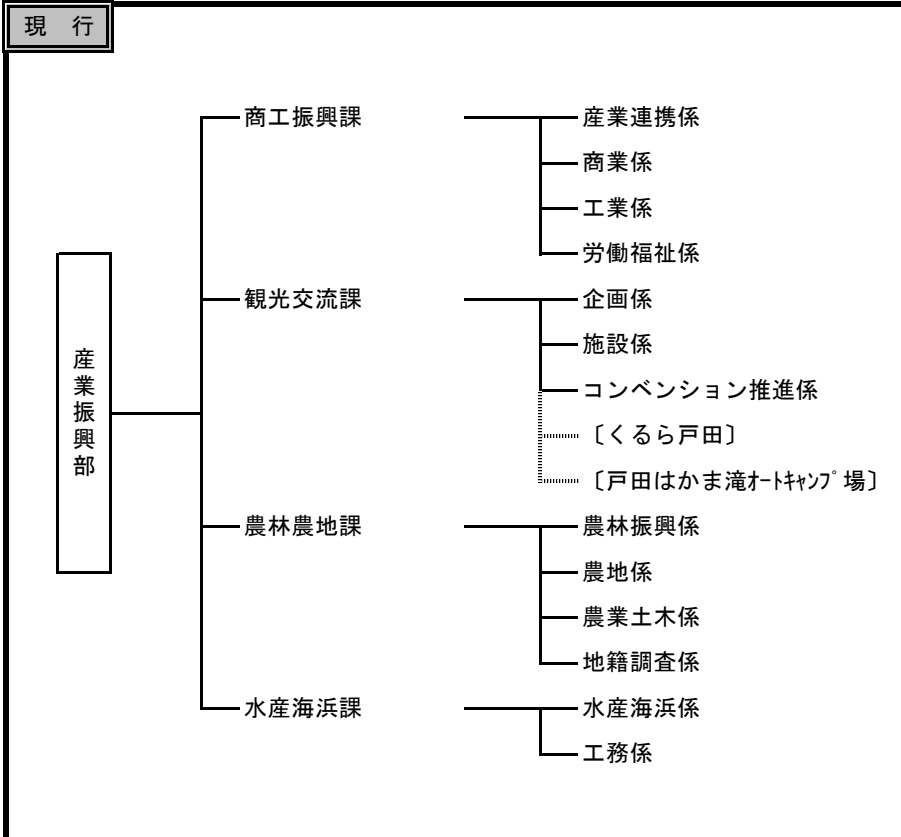 現　行
産業振興部
商工振興課
産業連携係
商業係
工業係
労働福祉係
観光交流課
企画係
施設係
コンベンション推進係
〔くるら戸田〕
〔戸田はかま滝ｵｰﾄｷｬﾝﾌﾟ場〕
農林農地課
農林振興係
農地係
農業土木係
地籍調査係
水産海浜課
水産海浜係
工務係